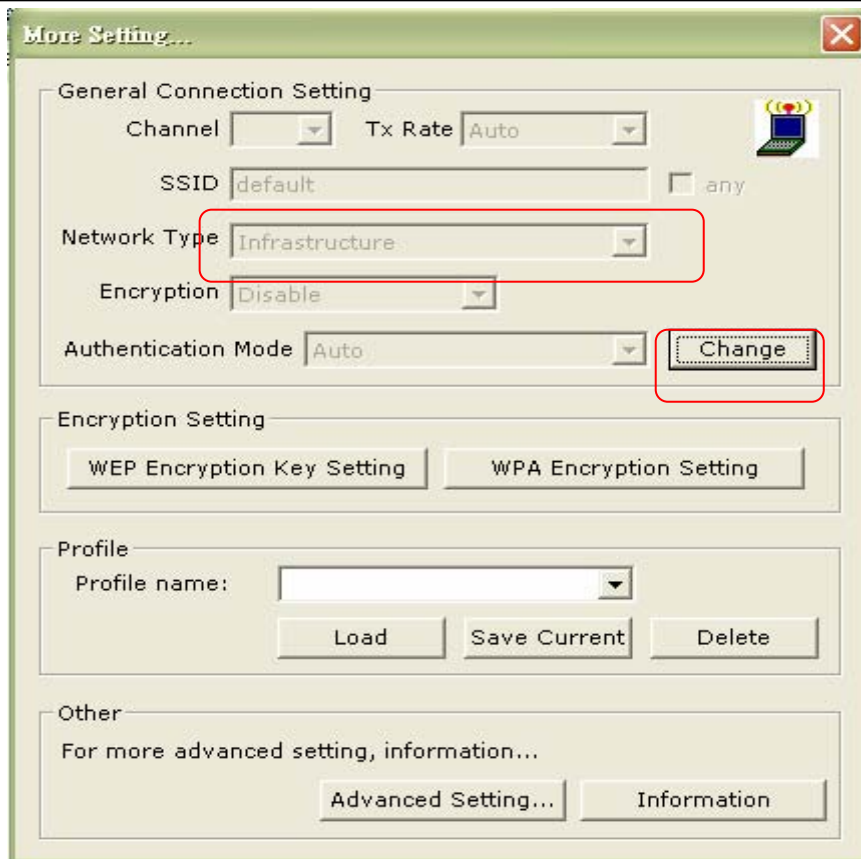 More Setting...
General Connection Setting
Channel Tx Rate Auto
SSID default any
Network Type Infrastructure
Encryption Disable
Authentication Mode Auto Change
Encryption Setting
WEP Encryption Key Setting WPA Encryption Setting
Profile
Profile name:
Load Save Current Delete
Other
For more advanced setting, information...
Advanced Setting... Information